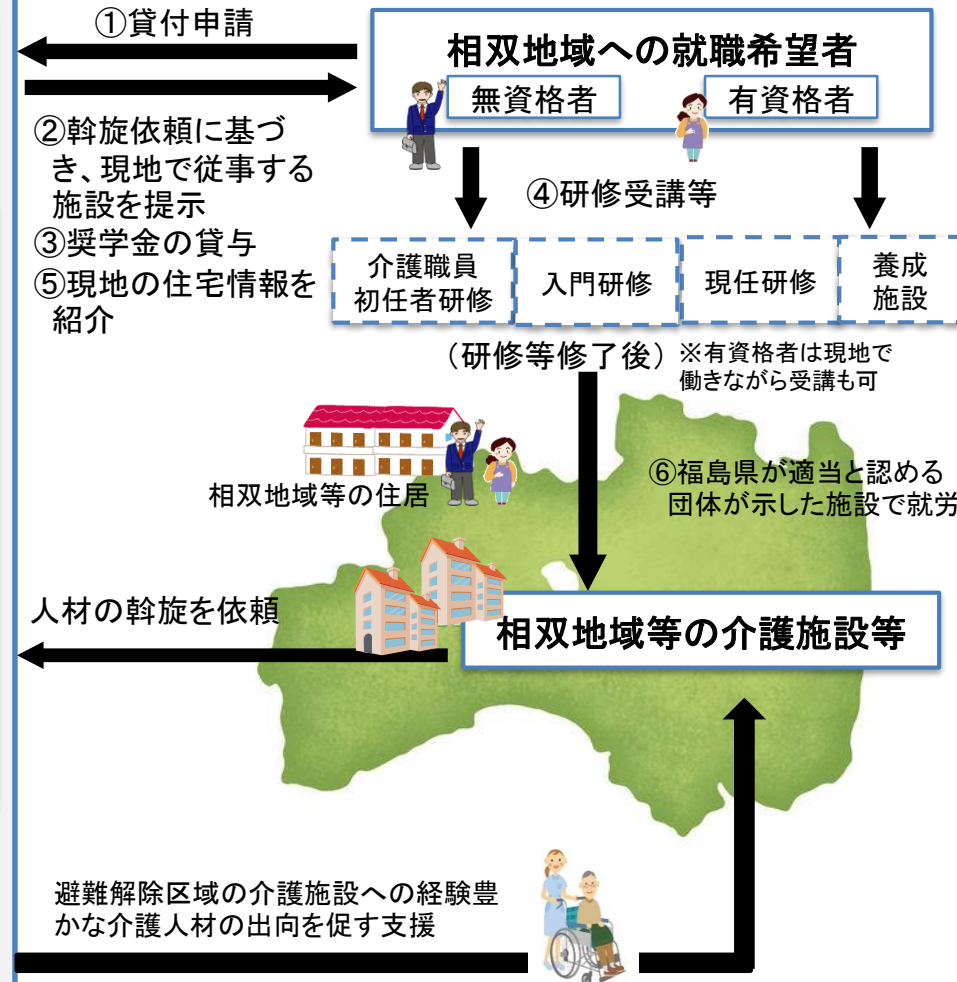 ①貸付申請
相双地域への就職希望者
無資格者
有資格者
②斡旋依頼に基づ
き、現地で従事する
施設を提示
③奨学金の貸与
⑤現地の住宅情報を
紹介
④研修受講等
介護職員
初任者研修
入門研修
現任研修
養成
施設
(研修等修了後)
※有資格者は現地で
働きながら受講も可
相双地域等の住居
⑥福島県が適当と認める
団体が示した施設で就労
人材の斡旋を依頼
相双地域等の介護施設等
避難解除区域の介護施設への経験豊
かな介護人材の出向を促す支援